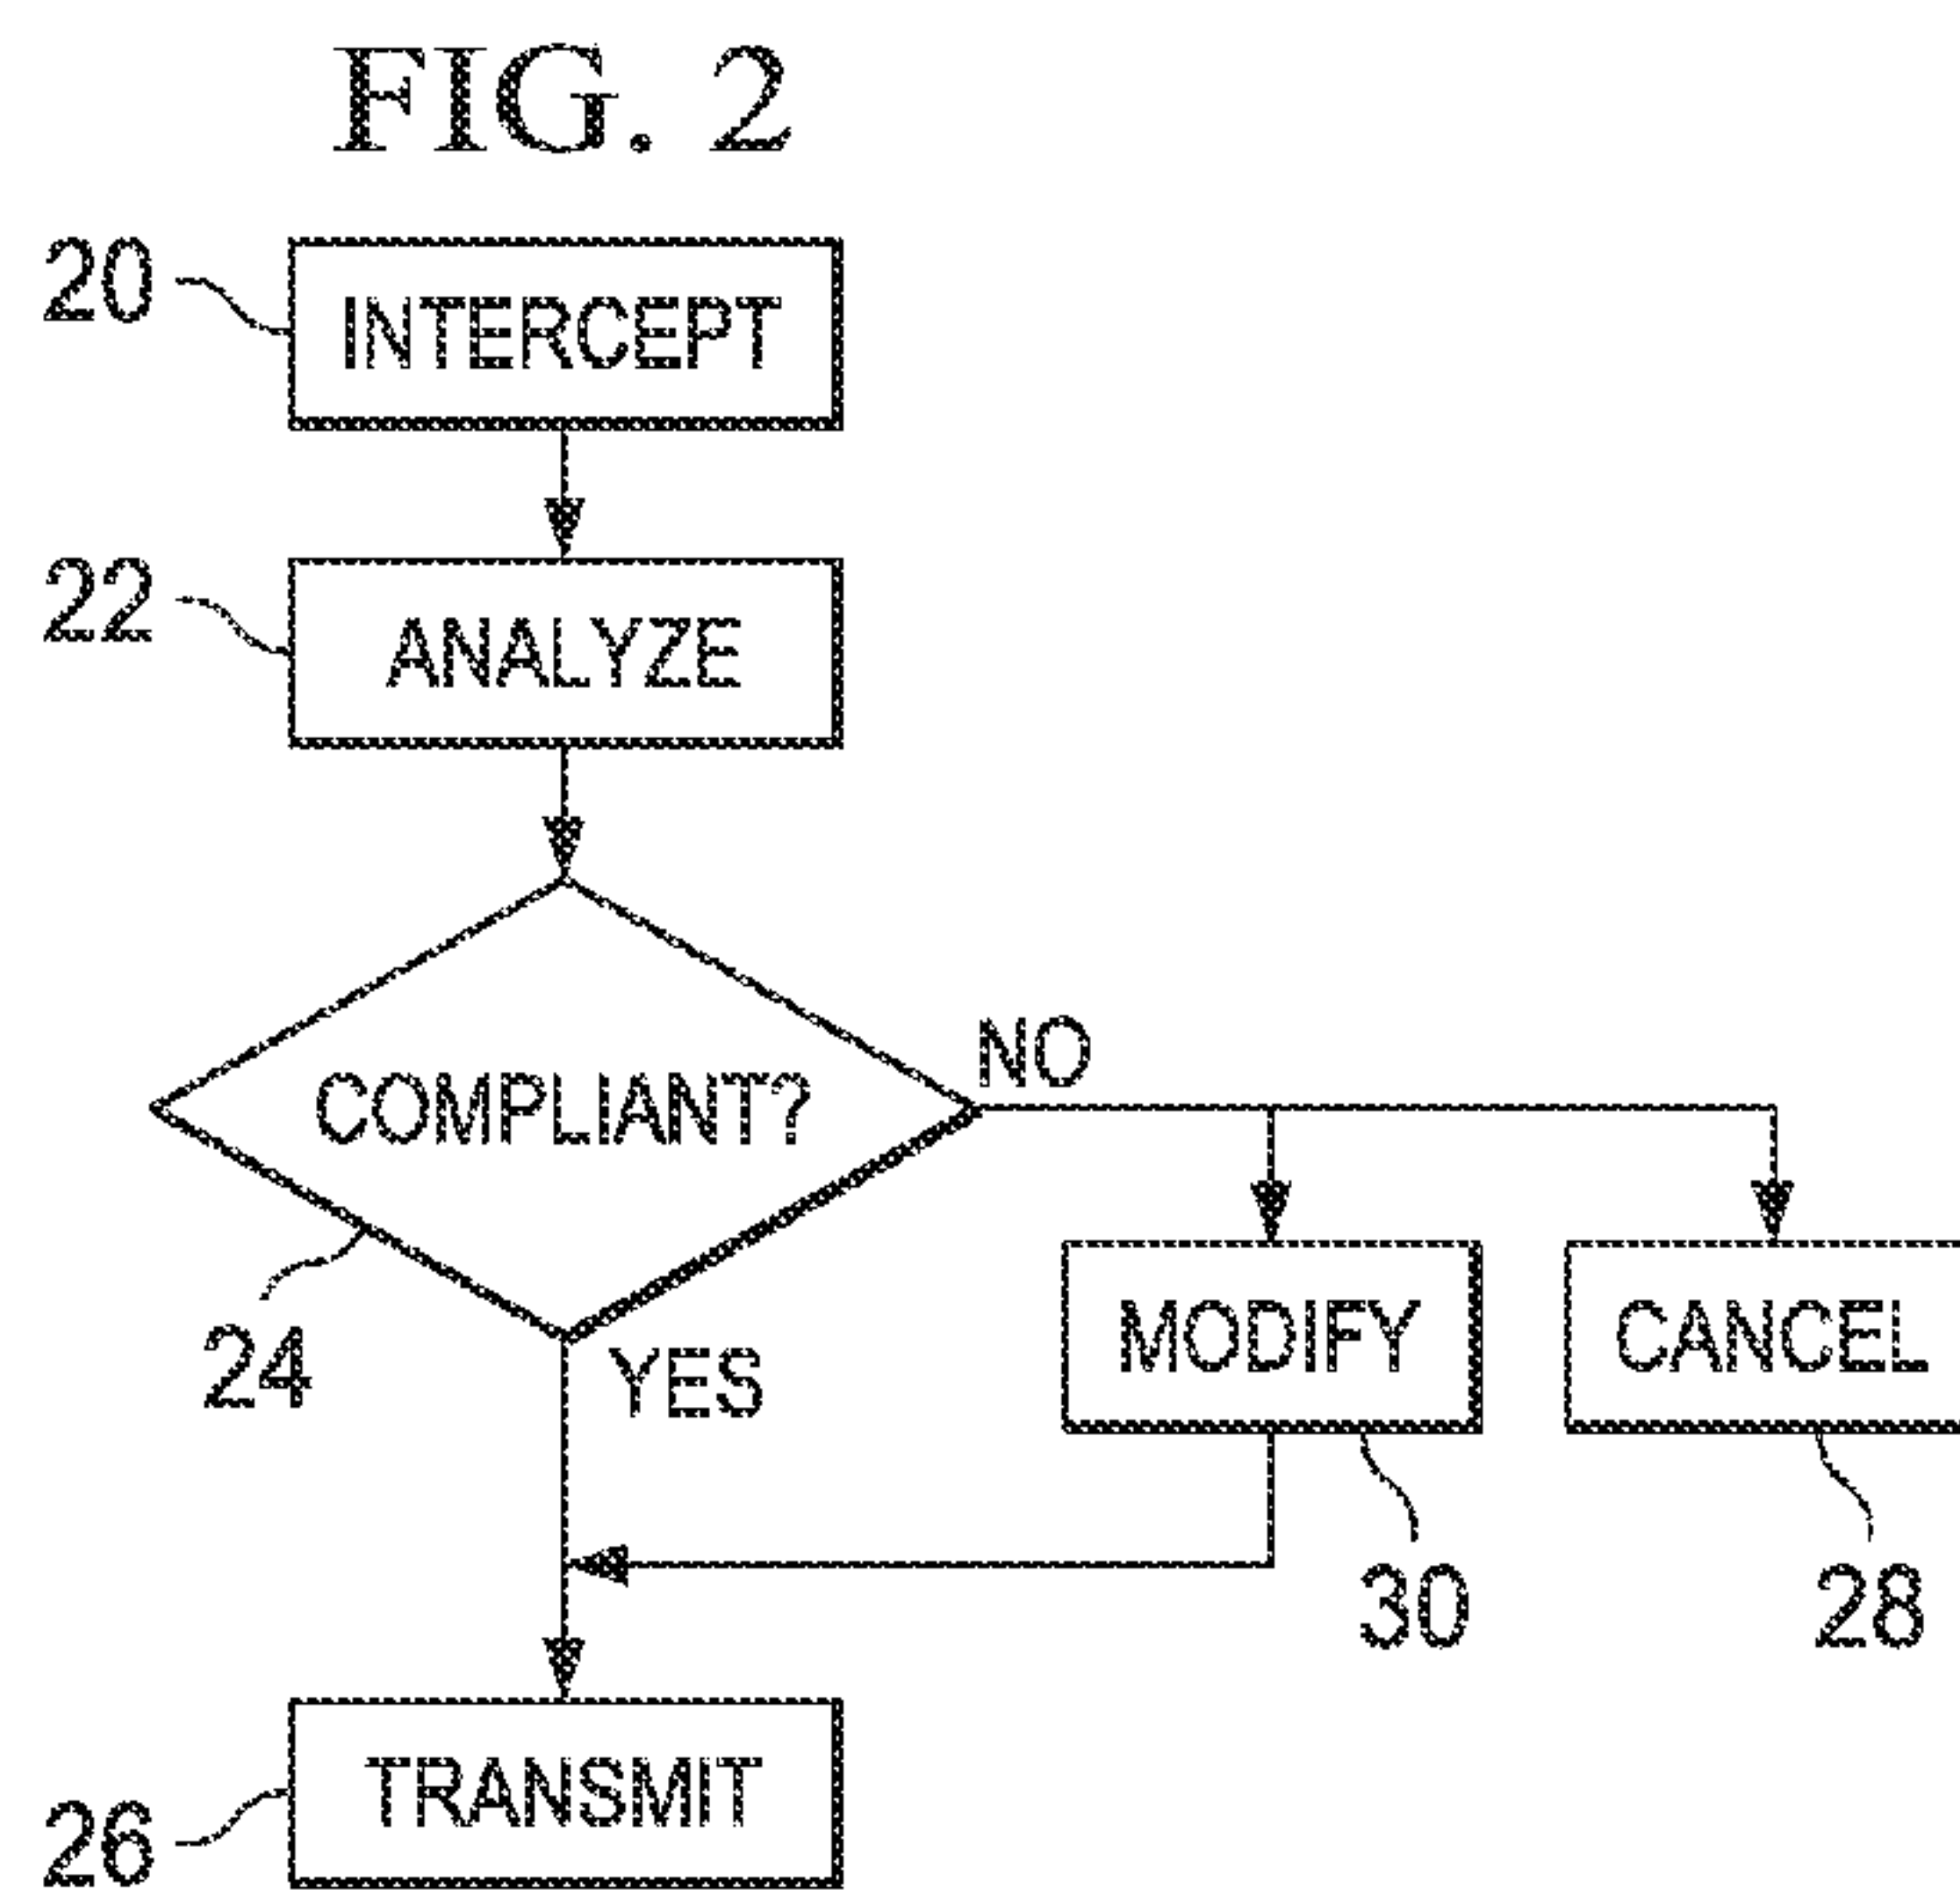 FIG. 2
20
INTERCEPT
22
ANALYZE
COMPLIANT?
NO
24
YES
MODIFY
CANCEL
30
28
26
TRANSMIT